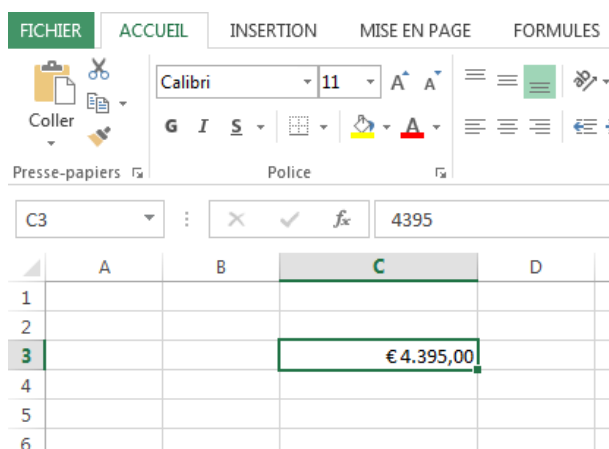 FICHIER ACCUEIL INSERTION MISE EN PAGE FORMULES
Calibri 11 A A
Coller
G I S A
Presse-papiers Police
C3 fx 4395
A B C D
1
2
3 € 4.395,00
4
5
6